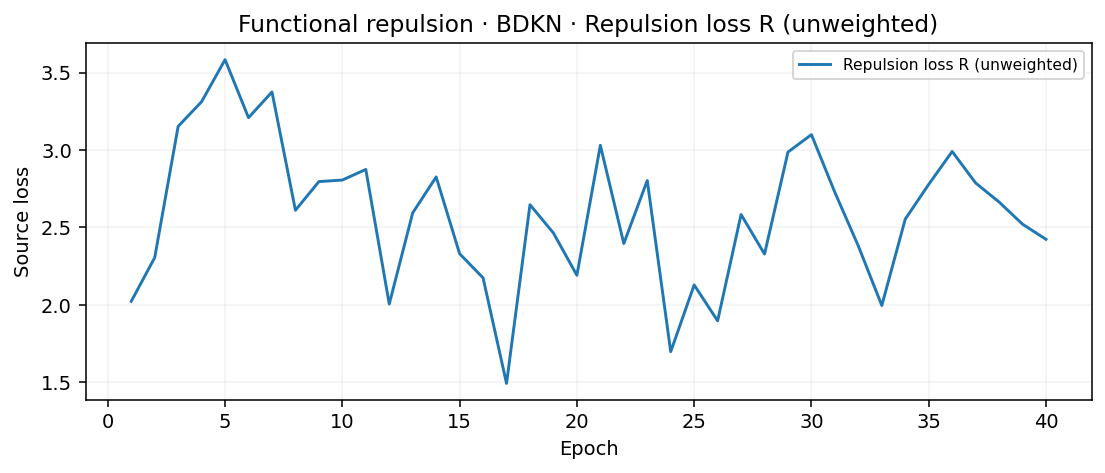 Functional repulsion · BDKN · Repulsion loss R (unweighted)
Repulsion loss R (unweighted)
Source loss
3.5
3.0
2.5
2.0
1.5
0 5 10 15 20 25 30 35 40
Epoch